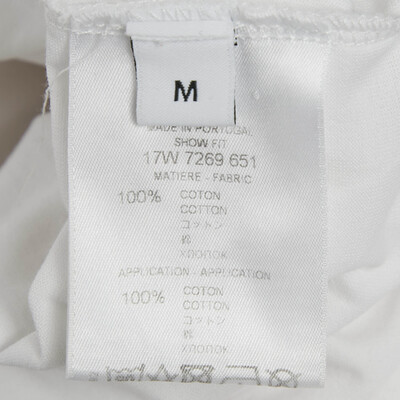 M
MADE IN PORTUGAL
SHOW FIT
17W 7269 651
MATIERE - FABRIC
100% COTON
COTTON
コットン
棉
ХЛОПОК
APPLICATION - APPLICATION
100% COTON
COTTON
コットン
棉
ХЛОПОК